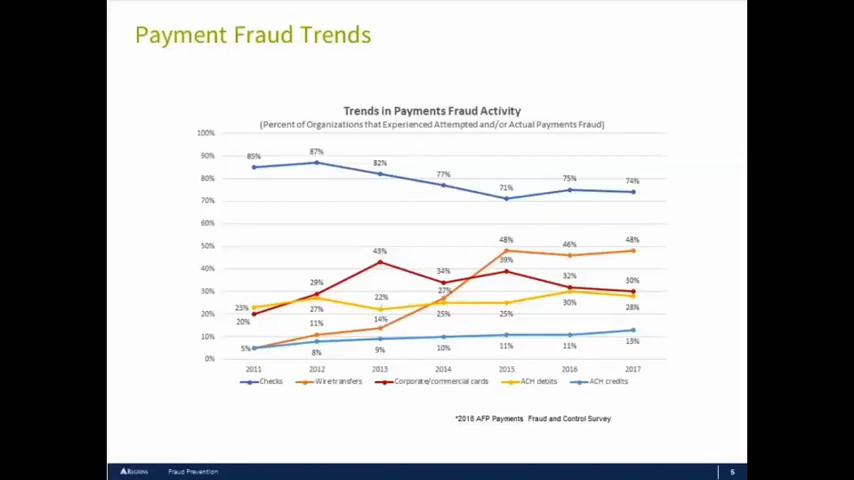 Payment Fraud Trends
Trends in Payments Fraud Activity
(Percent of Organizations that Experienced Attempted and/or Actual Payments Fraud)
100%
90%
80%
70%
60%
50%
40%
30%
20%
10%
0%
85% 87% 82% 77% 71% 75% 74%
5% 11% 14% 27% 48% 46% 48%
20% 29% 43% 34% 39% 32% 30%
23% 27% 22% 25% 25% 30% 28%
8% 9% 10% 11% 11% 13%
2011 2012 2013 2014 2015 2016 2017
Checks Wire transfers Corporate/commercial cards ACH debits ACH credits
*2018 AFP Payments Fraud and Control Survey
REGIONS Fraud Prevention 5